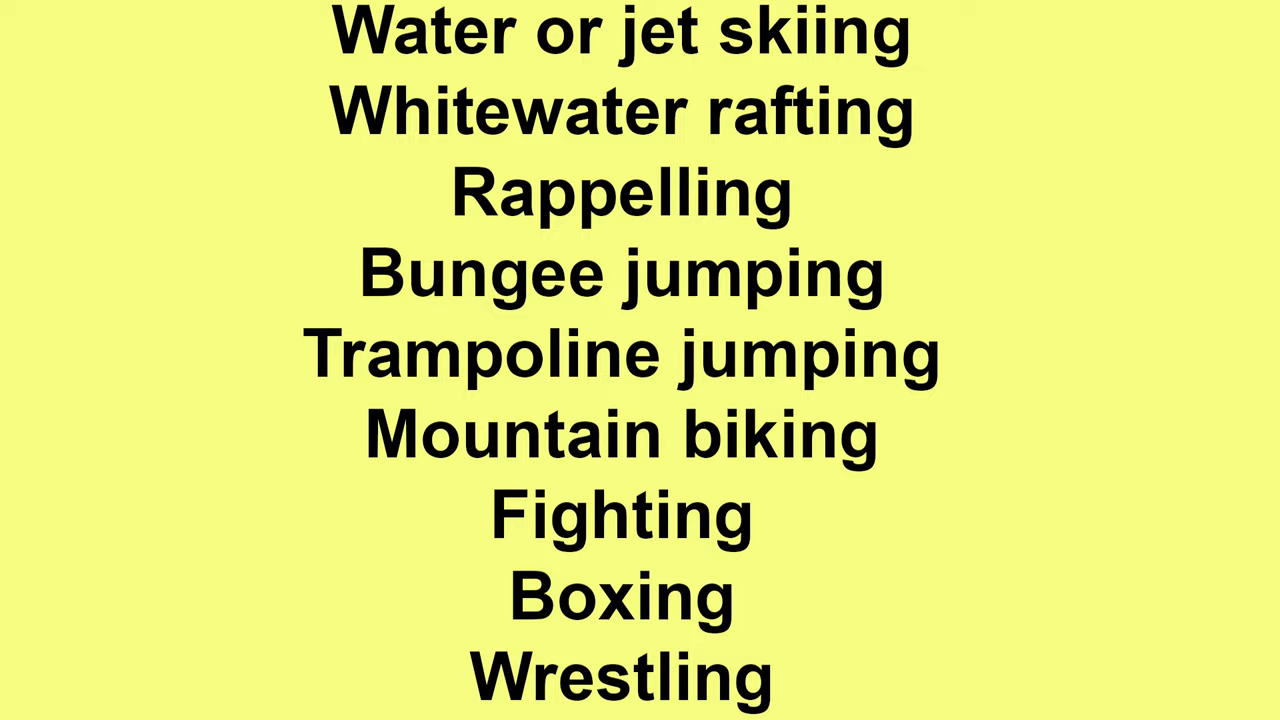 Water or jet skiing
Whitewater rafting
Rappelling
Bungee jumping
Trampoline jumping
Mountain biking
Fighting
Boxing
Wrestling